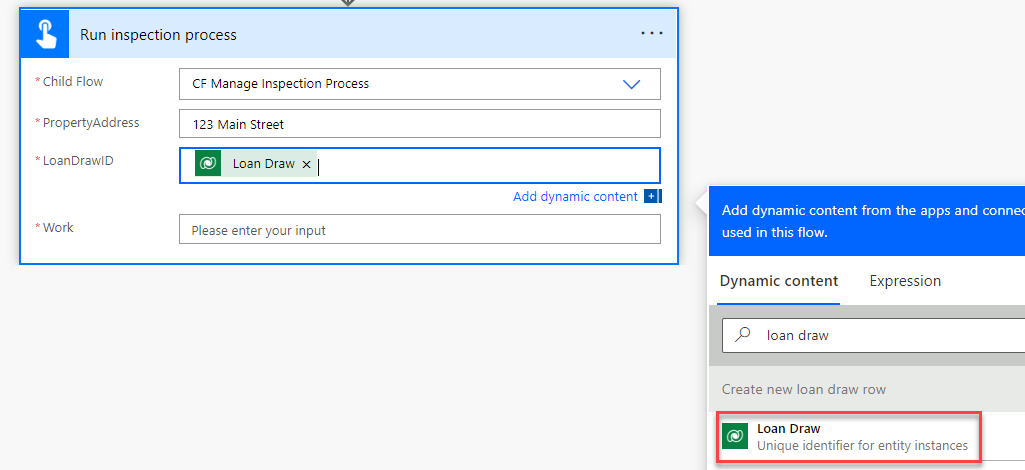 Run inspection process
* Child Flow
CF Manage Inspection Process
* PropertyAddress
123 Main Street
* LoanDrawID
Loan Draw ×
Add dynamic content +
* Work
Please enter your input
Add dynamic content from the apps and connec
used in this flow.
Dynamic content Expression
loan draw
Create new loan draw row
Loan Draw
Unique identifier for entity instances